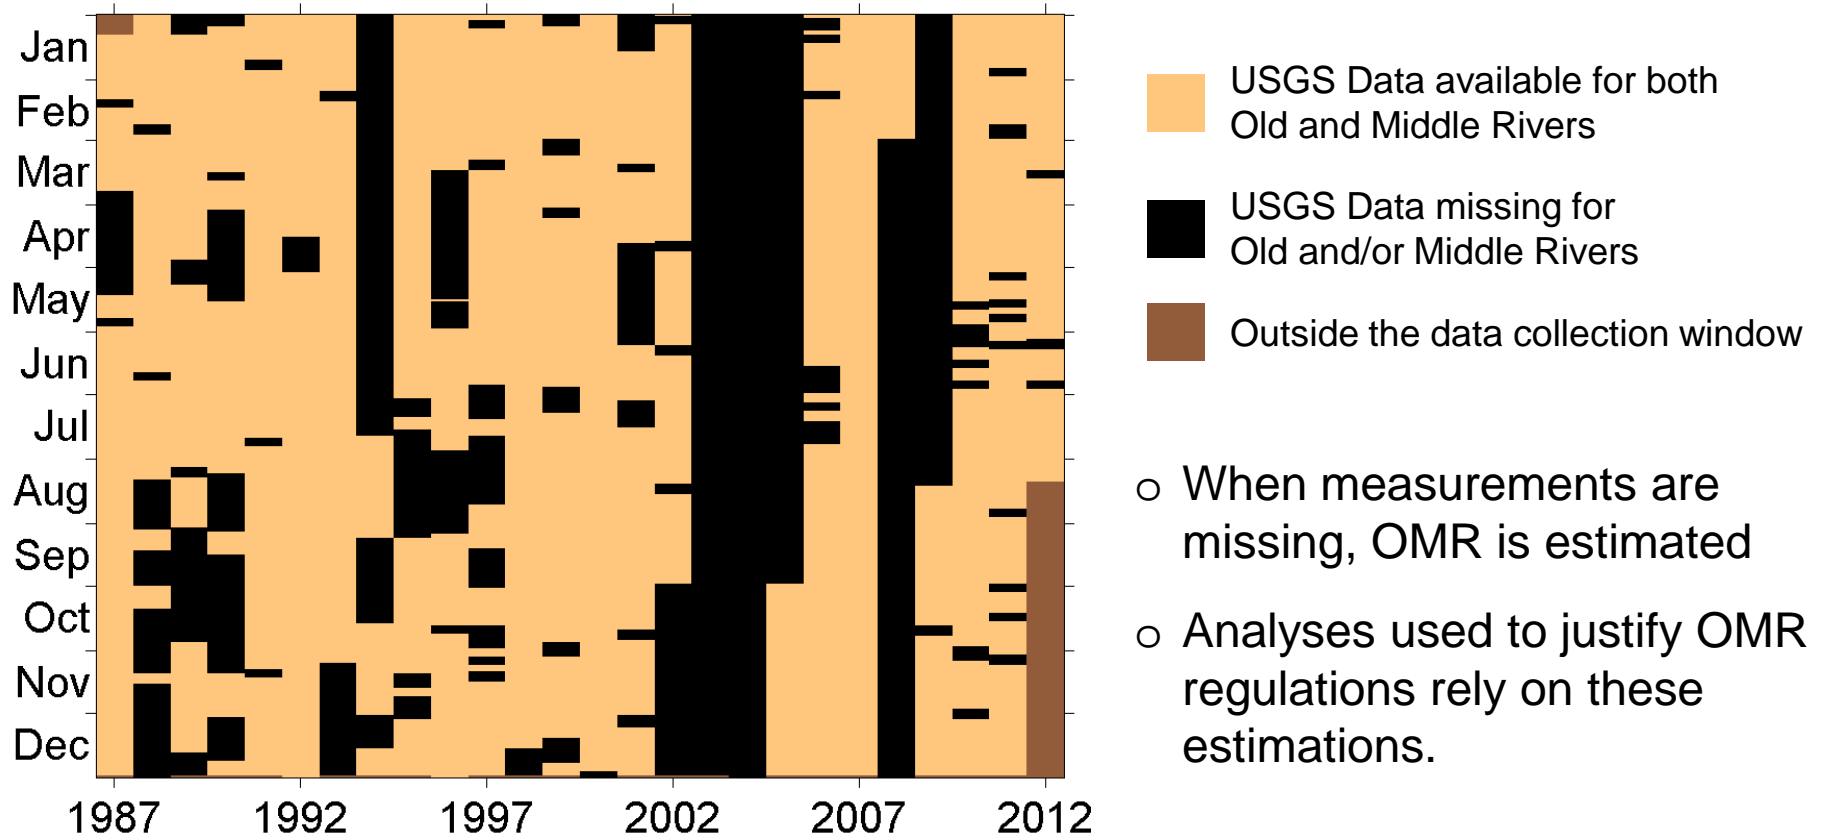 Jan
Feb
Mar
Apr
May
Jun
Jul
Aug
Sep
Oct
Nov
Dec
1987 1992 1997 2002 2007 2012
USGS Data available for both
Old and Middle Rivers
USGS Data missing for
Old and/or Middle Rivers
Outside the data collection window
o When measurements are
missing, OMR is estimated
o Analyses used to justify OMR
regulations rely on these
estimations.